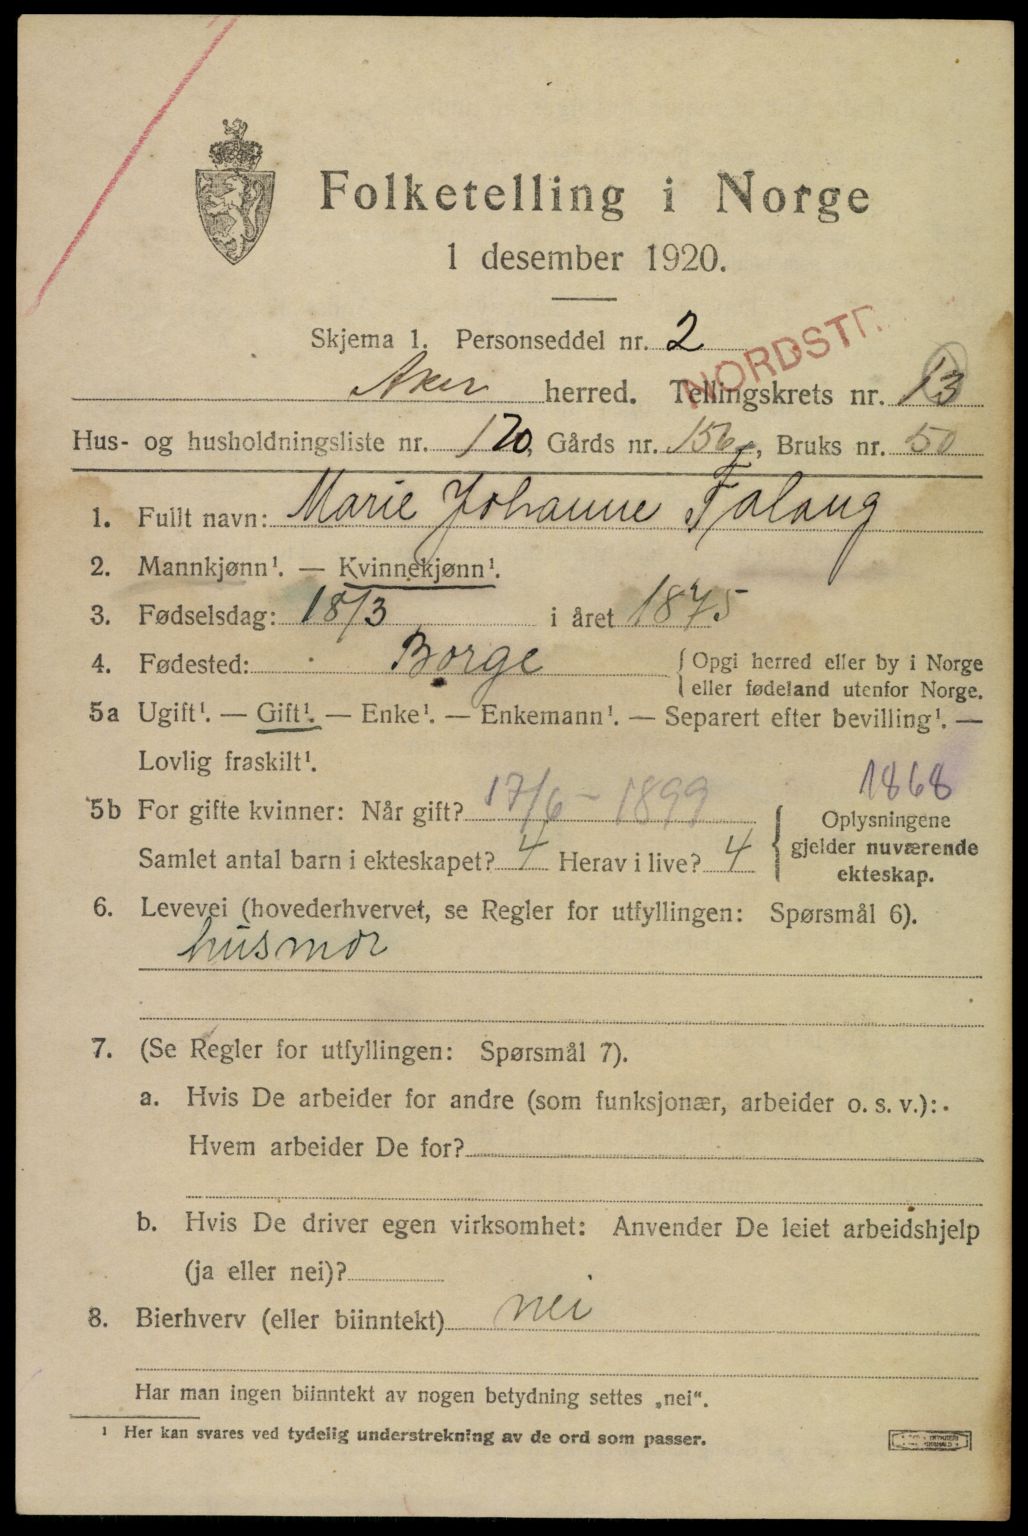 Folketelling i Norge
1 desember 1920.
Skjema 1. Personseddel nr. 2
NORDSTR
Aker herred. Tellingskrets nr. 13
Hus- og husholdningsliste nr. 120, Gårds nr. 156, Bruks nr. 50
1. Fullt navn: Marie Johanne Falang
2. Mannkjønn¹. — Kvinnekjønn¹.
3. Fødselsdag: 18/3 i året 1875
4. Fødested: Borge { Opgi herred eller by i Norge
eller fødeland utenfor Norge.
5a Ugift¹. — Gift¹. — Enke¹. — Enkemann¹. — Separert efter bevilling¹. —
Lovlig fraskilt¹.
1868
5b For gifte kvinner: Når gift? 17/6 - 1899
Samlet antal barn i ekteskapet? 4 Herav i live? 4
{ Oplysningene
gjelder nuværende
ekteskap.
6. Levevei (hovederhvervet, se Regler for utfyllingen: Spørsmål 6).
husmor
7. (Se Regler for utfyllingen: Spørsmål 7).
a. Hvis De arbeider for andre (som funksjonær, arbeider o. s. v.):
Hvem arbeider De for?
b. Hvis De driver egen virksomhet: Anvender De leiet arbeidshjelp
(ja eller nei)?
8. Bierhverv (eller biinntekt) nei
Har man ingen biinntekt av nogen betydning settes „nei“.
¹ Her kan svares ved tydelig understrekning av de ord som passer.